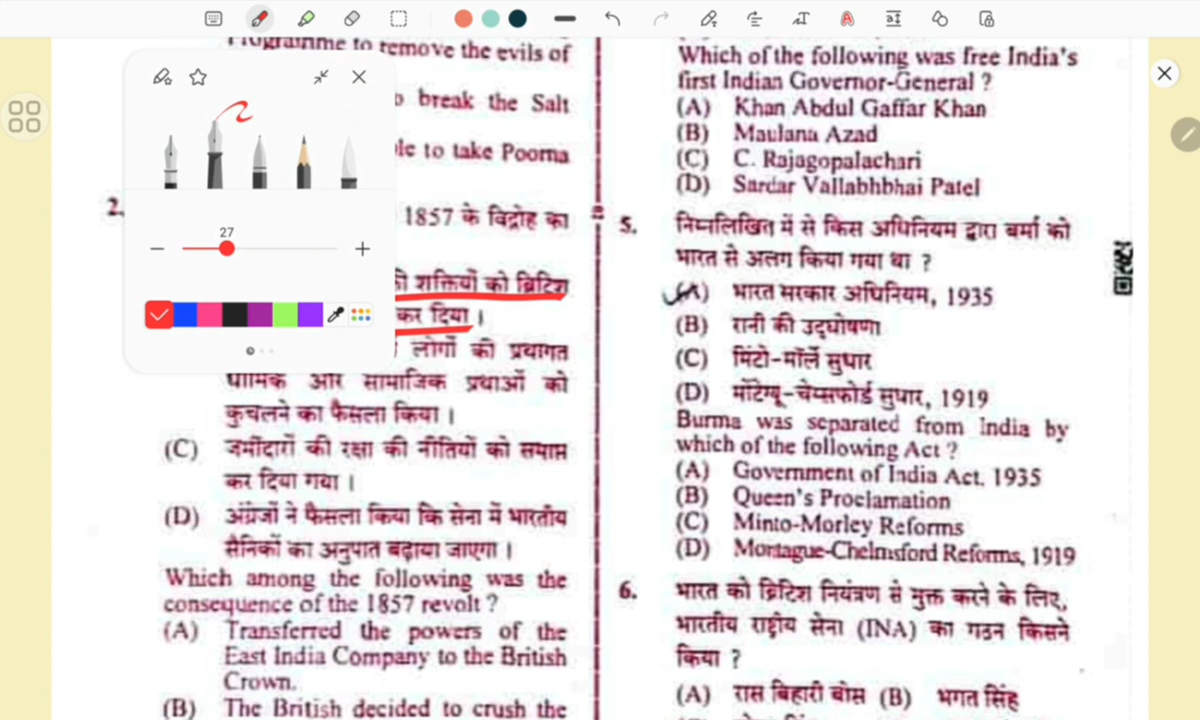 Programme to remove the evils of
break the Salt
to take Poorna
27
2.
1857 के विद्रोह का
शक्तियों को ब्रिटिश
कर दिया ।
लोगों की प्रथागत
धार्मिक और सामाजिक प्रथाओं को
कुचलने का फैसला किया ।
(C) जमींदारों की रक्षा की नीतियों को समाप्त
कर दिया गया ।
(D) अंग्रेजों ने फैसला किया कि सेना में भारतीय
सैनिकों का अनुपात बढ़ाया जाएगा ।
Which among the following was the
consequence of the 1857 revolt ?
(A) Transferred the powers of the
East India Company to the British
Crown.
(B) The British decided to crush the
Which of the following was free India's
first Indian Governor-General ?
(A) Khan Abdul Gaffar Khan
(B) Maulana Azad
(C) C. Rajagopalachari
(D) Sardar Vallabhbhai Patel
5. निम्नलिखित में से किस अधिनियम द्वारा बर्मा को
भारत से अलग किया गया था ?
(A) भारत सरकार अधिनियम, 1935
(B) रानी की उद्घोषणा
(C) मिंटो-मॉर्ले सुधार
(D) मोंटेग्यू-चेम्सफोर्ड सुधार, 1919
Burma was separated from India by
which of the following Act ?
(A) Government of India Act, 1935
(B) Queen's Proclamation
(C) Minto-Morley Reforms
(D) Montague-Chelmsford Reforms, 1919
6. भारत को ब्रिटिश नियंत्रण से मुक्त करने के लिए,
भारतीय राष्ट्रीय सेना (INA) का गठन किसने
किया ?
(A) रास बिहारी बोस (B) भगत सिंह